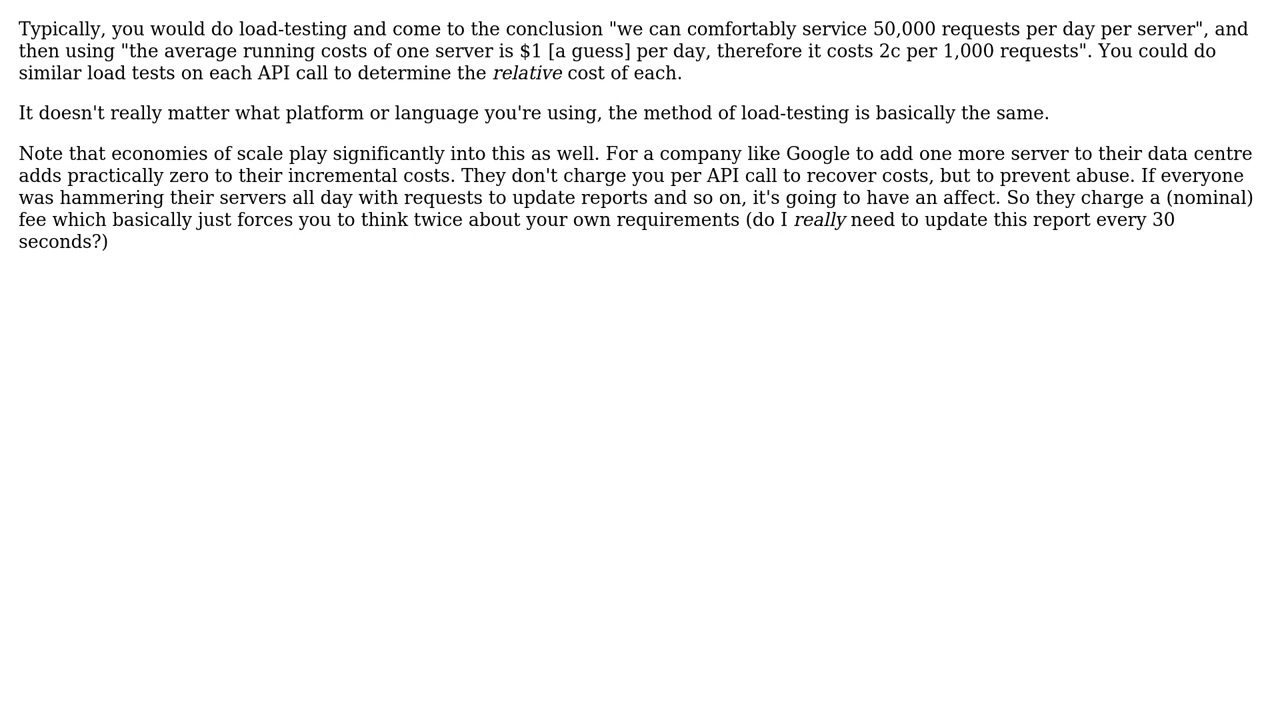 Typically, you would do load-testing and come to the conclusion "we can comfortably service 50,000 requests per day per server", and
then using "the average running costs of one server is $1 [a guess] per day, therefore it costs 2c per 1,000 requests". You could do
similar load tests on each API call to determine the relative cost of each.
It doesn't really matter what platform or language you're using, the method of load-testing is basically the same.
Note that economies of scale play significantly into this as well. For a company like Google to add one more server to their data centre
adds practically zero to their incremental costs. They don't charge you per API call to recover costs, but to prevent abuse. If everyone
was hammering their servers all day with requests to update reports and so on, it's going to have an affect. So they charge a (nominal)
fee which basically just forces you to think twice about your own requirements (do I really need to update this report every 30
seconds?)